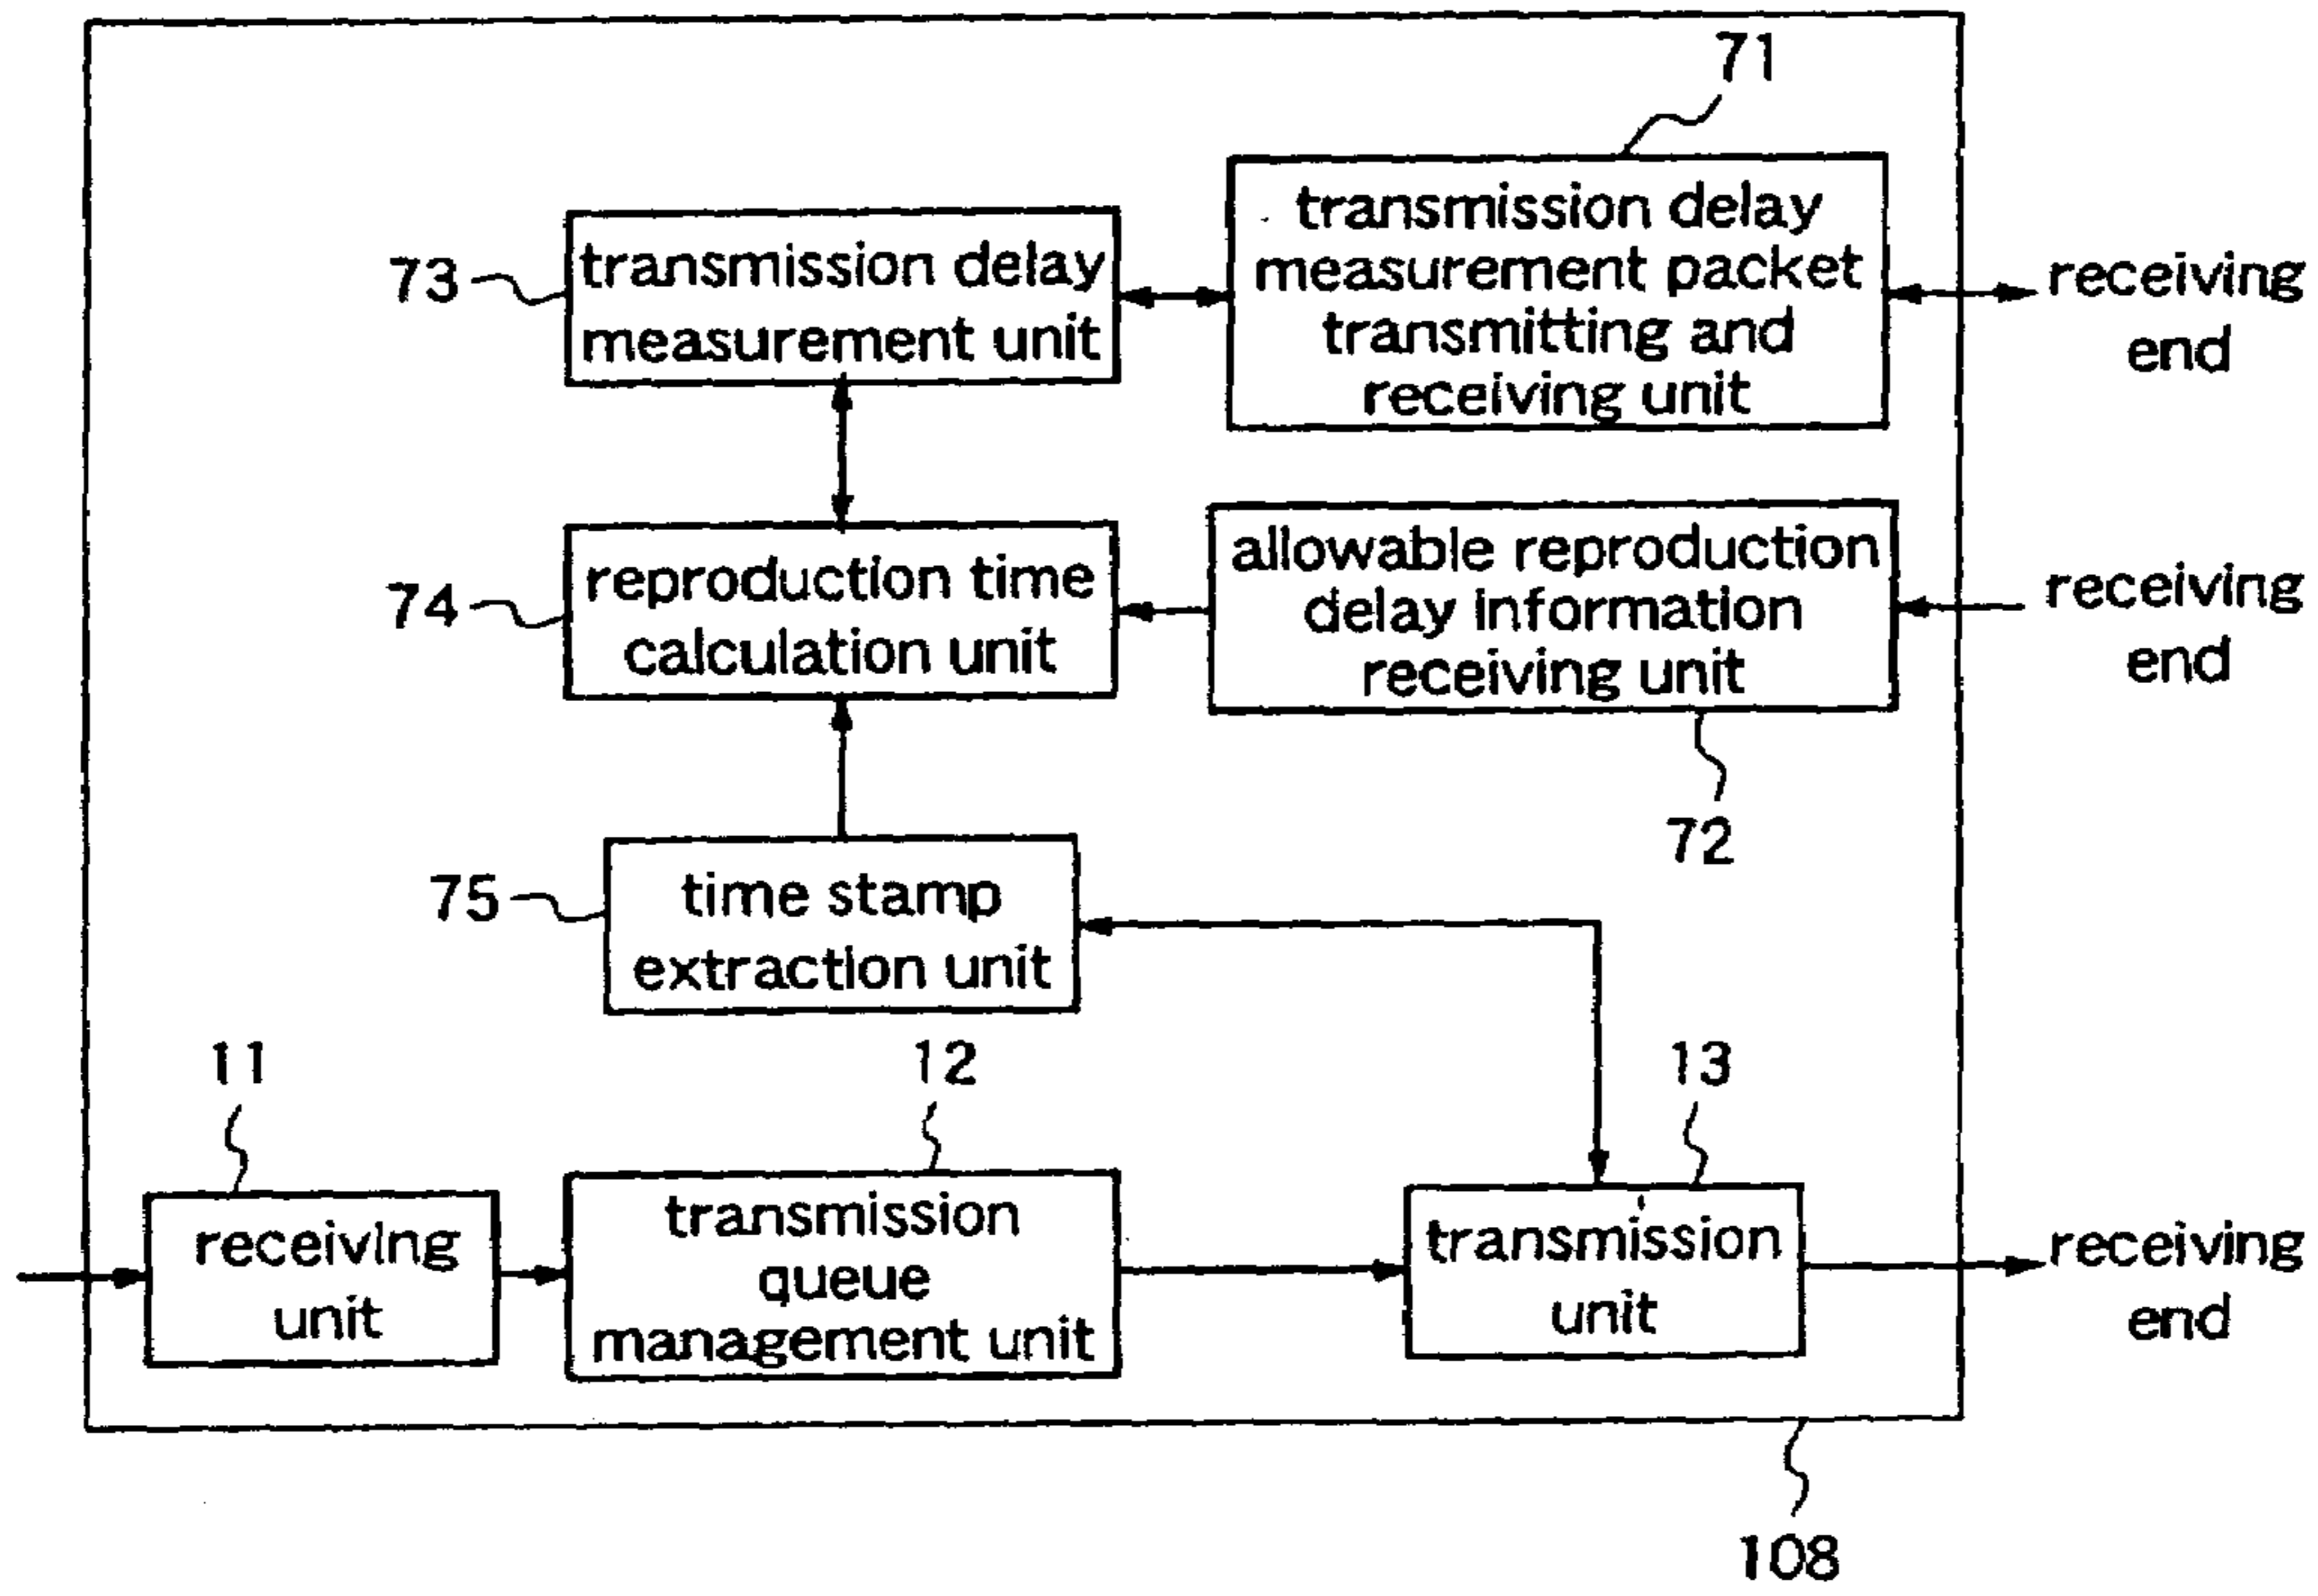 71
transmission delay
measurement packet
transmitting and
receiving unit
73
transmission delay
measurement unit
receiving
end
74
reproduction time
calculation unit
allowable reproduction
delay information
receiving unit
receiving
end
72
75
time stamp
extraction unit
11
12
13
receiving
unit
transmission
queue
management unit
transmission
unit
receiving
end
108